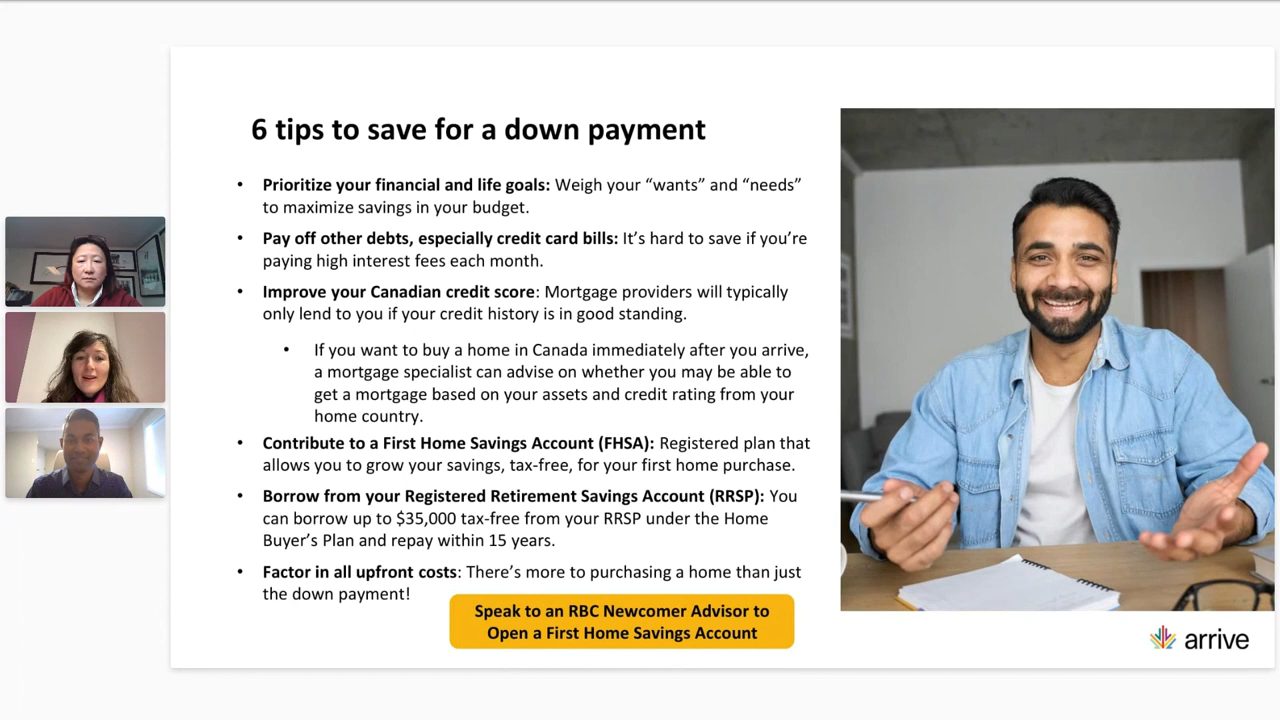 6 tips to save for a down payment
• Prioritize your financial and life goals: Weigh your “wants” and “needs”
to maximize savings in your budget.
• Pay off other debts, especially credit card bills: It’s hard to save if you’re
paying high interest fees each month.
• Improve your Canadian credit score: Mortgage providers will typically
only lend to you if your credit history is in good standing.
• If you want to buy a home in Canada immediately after you arrive,
a mortgage specialist can advise on whether you may be able to
get a mortgage based on your assets and credit rating from your
home country.
• Contribute to a First Home Savings Account (FHSA): Registered plan that
allows you to grow your savings, tax-free, for your first home purchase.
• Borrow from your Registered Retirement Savings Account (RRSP): You
can borrow up to $35,000 tax-free from your RRSP under the Home
Buyer’s Plan and repay within 15 years.
• Factor in all upfront costs: There’s more to purchasing a home than just
the down payment!
Speak to an RBC Newcomer Advisor to
Open a First Home Savings Account
arrive